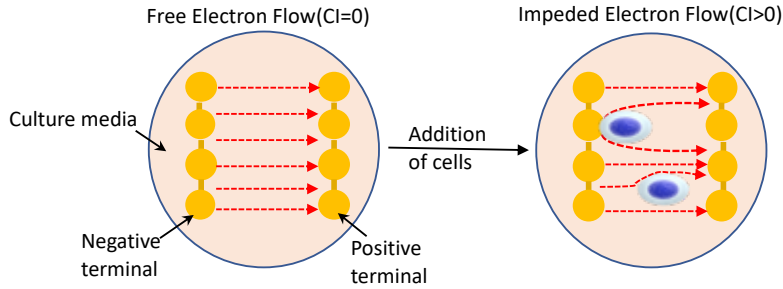 Free Electron Flow(CI=0)
Impeded Electron Flow(CI>0)
Culture media
Addition
of cells
Negative
terminal
Positive
terminal